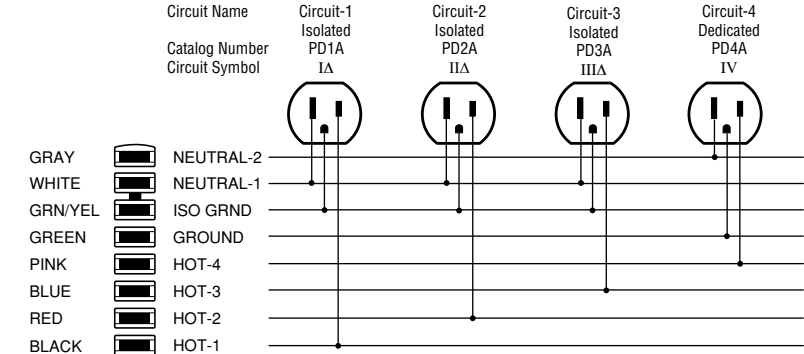 Circuit Name Circuit-1 Circuit-2 Circuit-3 Circuit-4
Isolated Isolated Isolated Dedicated
Catalog Number PD1A PD2A PD3A PD4A
Circuit Symbol IΔ IIΔ IIIΔ IV
GRAY NEUTRAL-2
WHITE NEUTRAL-1
GRN/YEL ISO GRND
GREEN GROUND
PINK HOT-4
BLUE HOT-3
RED HOT-2
BLACK HOT-1